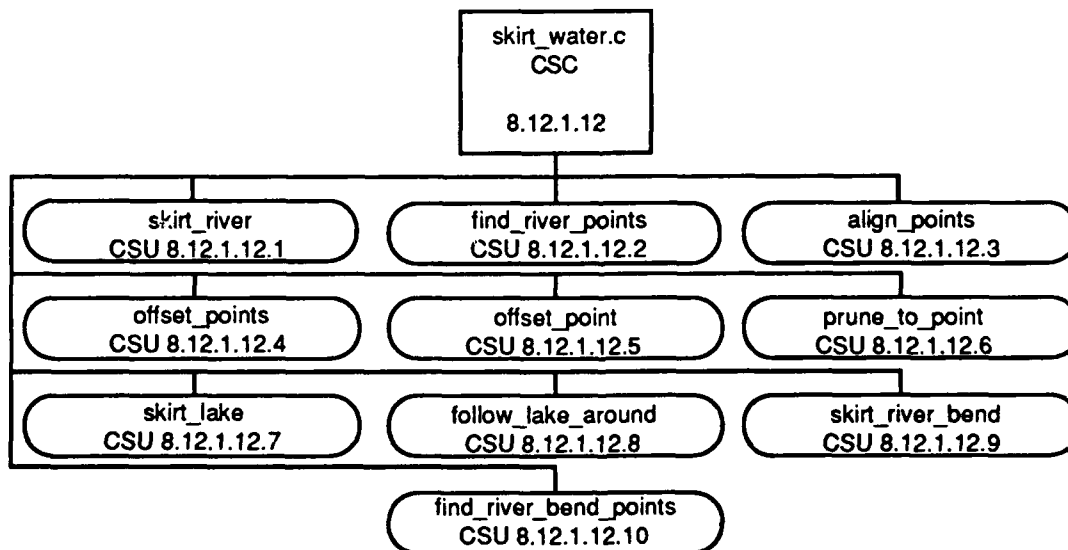 skirt_water.c
CSC
8.12.1.12
skirt_river
CSU 8.12.1.12.1
find_river_points
CSU 8.12.1.12.2
align_points
CSU 8.12.1.12.3
offset_points
CSU 8.12.1.12.4
offset_point
CSU 8.12.1.12.5
prune_to_point
CSU 8.12.1.12.6
skirt_lake
CSU 8.12.1.12.7
follow_lake_around
CSU 8.12.1.12.8
skirt_river_bend
CSU 8.12.1.12.9
find_river_bend_points
CSU 8.12.1.12.10